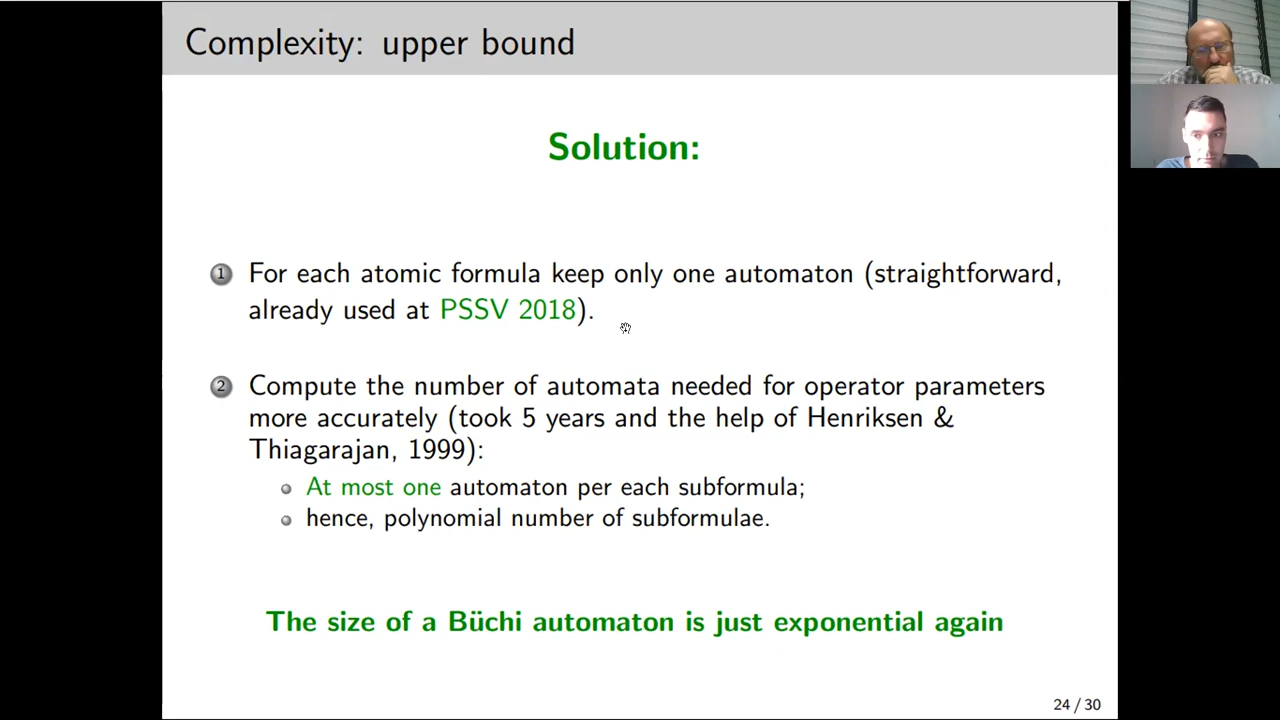 Complexity: upper bound
Solution:
1 For each atomic formula keep only one automaton (straightforward,
already used at PSSV 2018).
2 Compute the number of automata needed for operator parameters
more accurately (took 5 years and the help of Henriksen &
Thiagarajan, 1999):
At most one automaton per each subformula;
hence, polynomial number of subformulae.
The size of a Büchi automaton is just exponential again
24 / 30